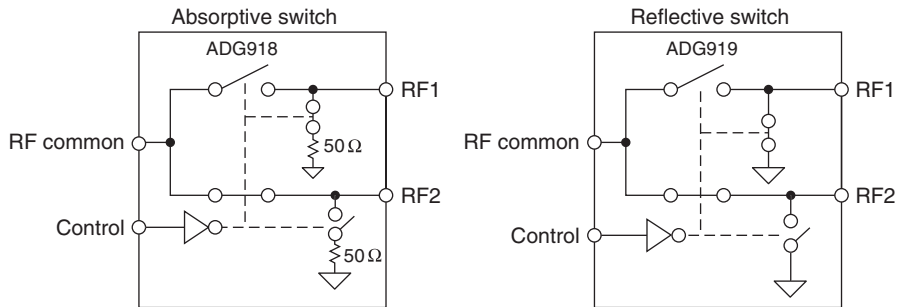 Absorptive switch
ADG918
RF1
50 Ω
RF common
RF2
Control
50 Ω
Reflective switch
ADG919
RF1
RF common
RF2
Control